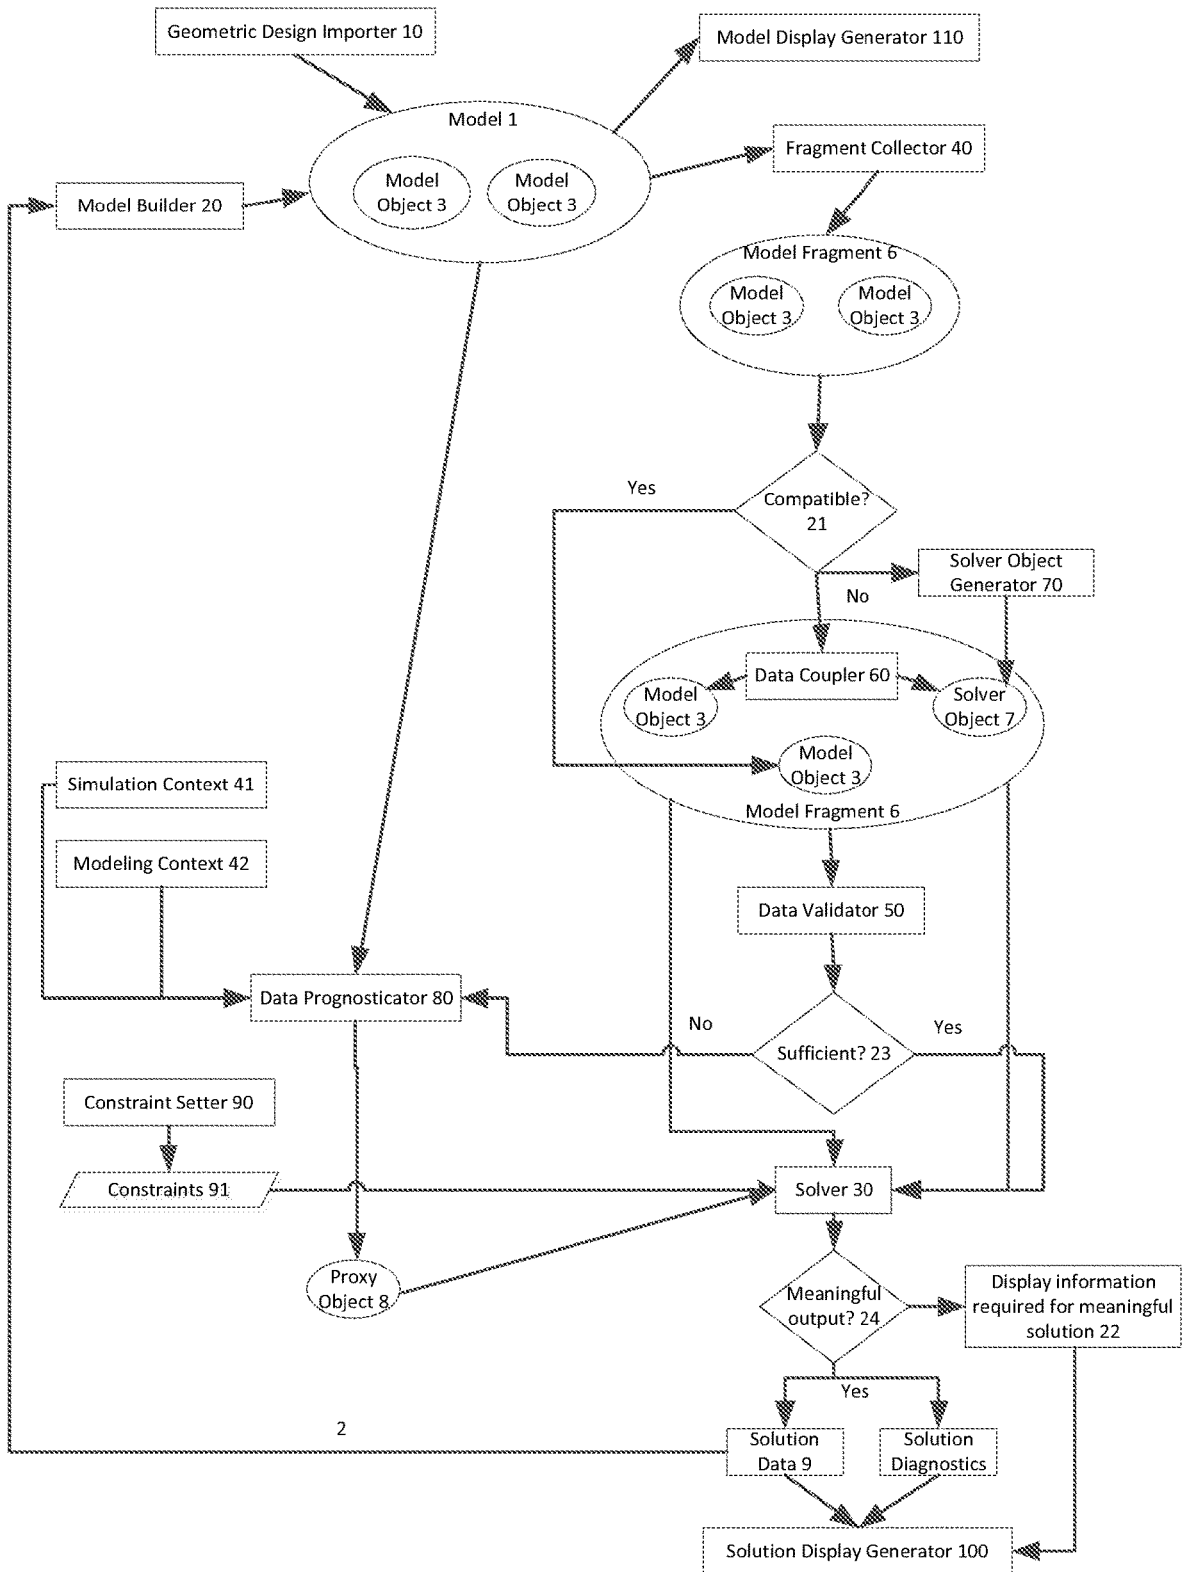 Geometric Design Importer 10
Model Display Generator 110
Model 1
Fragment Collector 40
Model
Object 3
Model
Object 3
Model Builder 20
Model Fragment 6
Model
Object 3
Model
Object 3
Yes
Compatible?
21
Solver Object
Generator 70
No
Data Coupler 60
Model
Object 3
Solver
Object 7
Model
Object 3
Model Fragment 6
Simulation Context 41
Modeling Context 42
Data Validator 50
Data Prognosticator 80
No
Yes
Sufficient? 23
Constraint Setter 90
Constraints 91
Solver 30
Proxy
Object 8
Meaningful
output? 24
Display information
required for meaningful
solution 22
Yes
2
Solution
Data 9
Solution
Diagnostics
Solution Display Generator 100